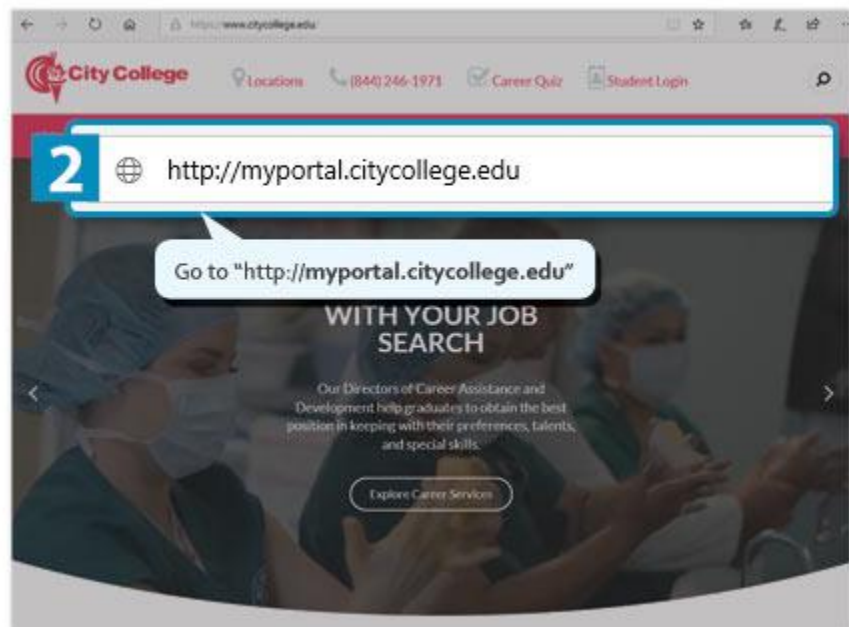 www.citycollege.edu
City College
Locations
(844) 246-1971
Career Quiz
Student Login
2
http://myportal.citycollege.edu
Go to "http://myportal.citycollege.edu"
WITH YOUR JOB
SEARCH
Our Directors of Career Assistance and
Development help graduates to obtain the best
position in keeping with their preferences, talents,
and special skills.
Explore Career Services